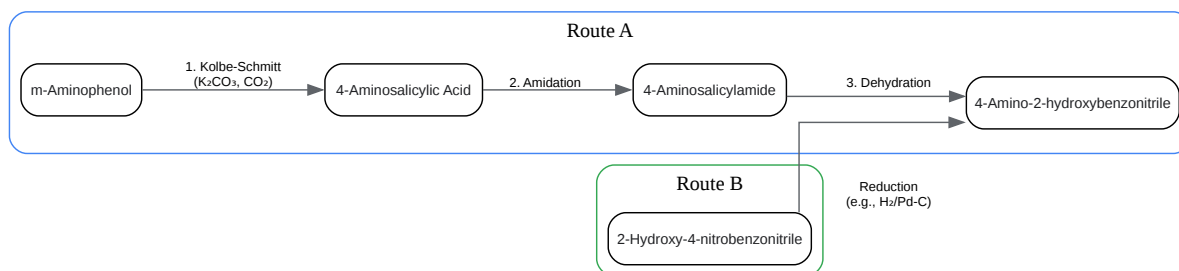 Route A
m-Aminophenol
1. Kolbe-Schmitt
(K₂CO₃, CO₂)
4-Aminosalicylic Acid
2. Amidation
4-Aminosalicylamide
3. Dehydration
4-Amino-2-hydroxybenzonitrile
Route B
2-Hydroxy-4-nitrobenzonitrile
Reduction
(e.g., H₂/Pd-C)